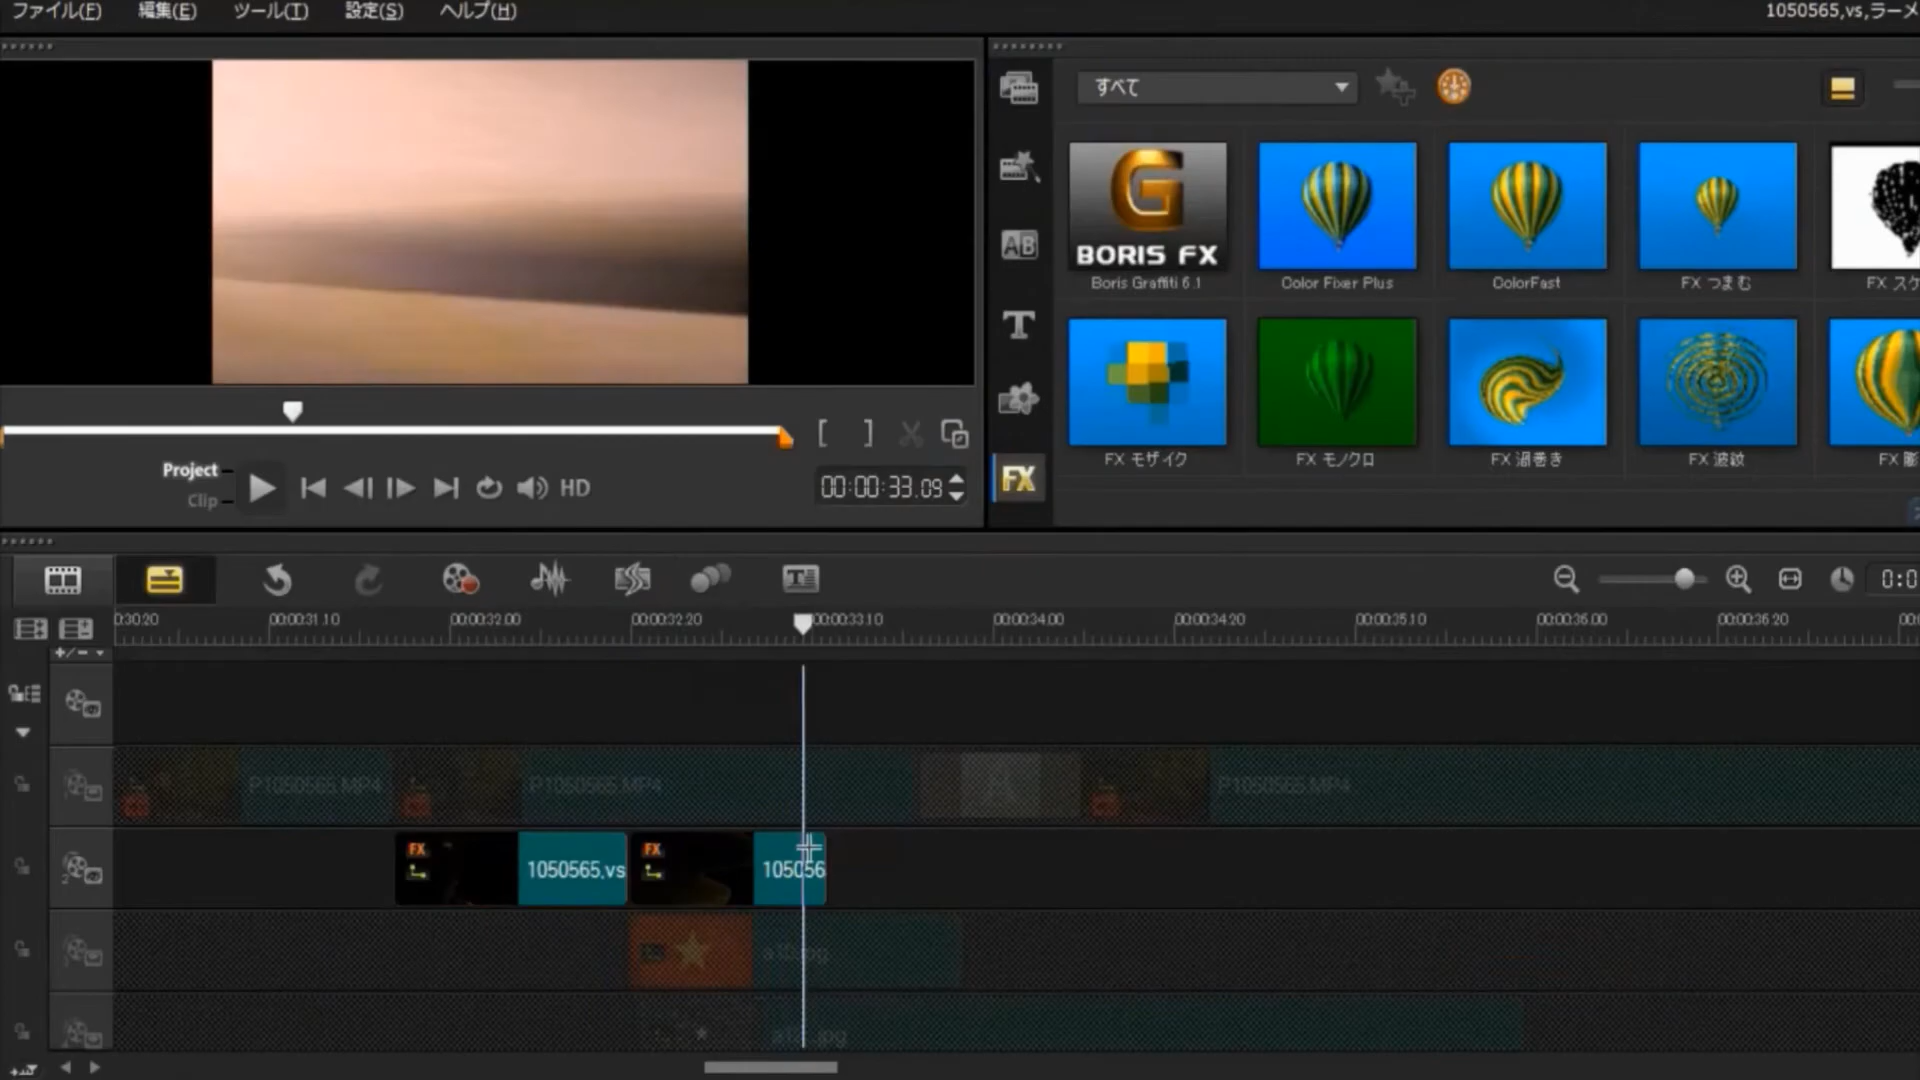 ファイル(F) 編集(E) ツール(T) 設定(S) ヘルプ(H)
1050565,vs,ラーメ
すべて
G
BORIS FX
Boris Graffiti 6.1
Color Fixer Plus
ColorFast
FX つまむ
FX スケ
AB
T
FX モザイク
FX モノクロ
FX 渦巻き
FX 波紋
FX
FX
Project
Clip
HD
00:00:33.09
0:0
0:30.20 00:00:31.10 00:00:32.00 00:00:32.20 00:00:33.10 00:00:34.00 00:00:34.20 00:00:35.10 00:00:36.00 00:00:36.20
P1050565.MP4
P1050565.MP4
P1050565.MP4
FX
1050565,vs
FX
105056
2